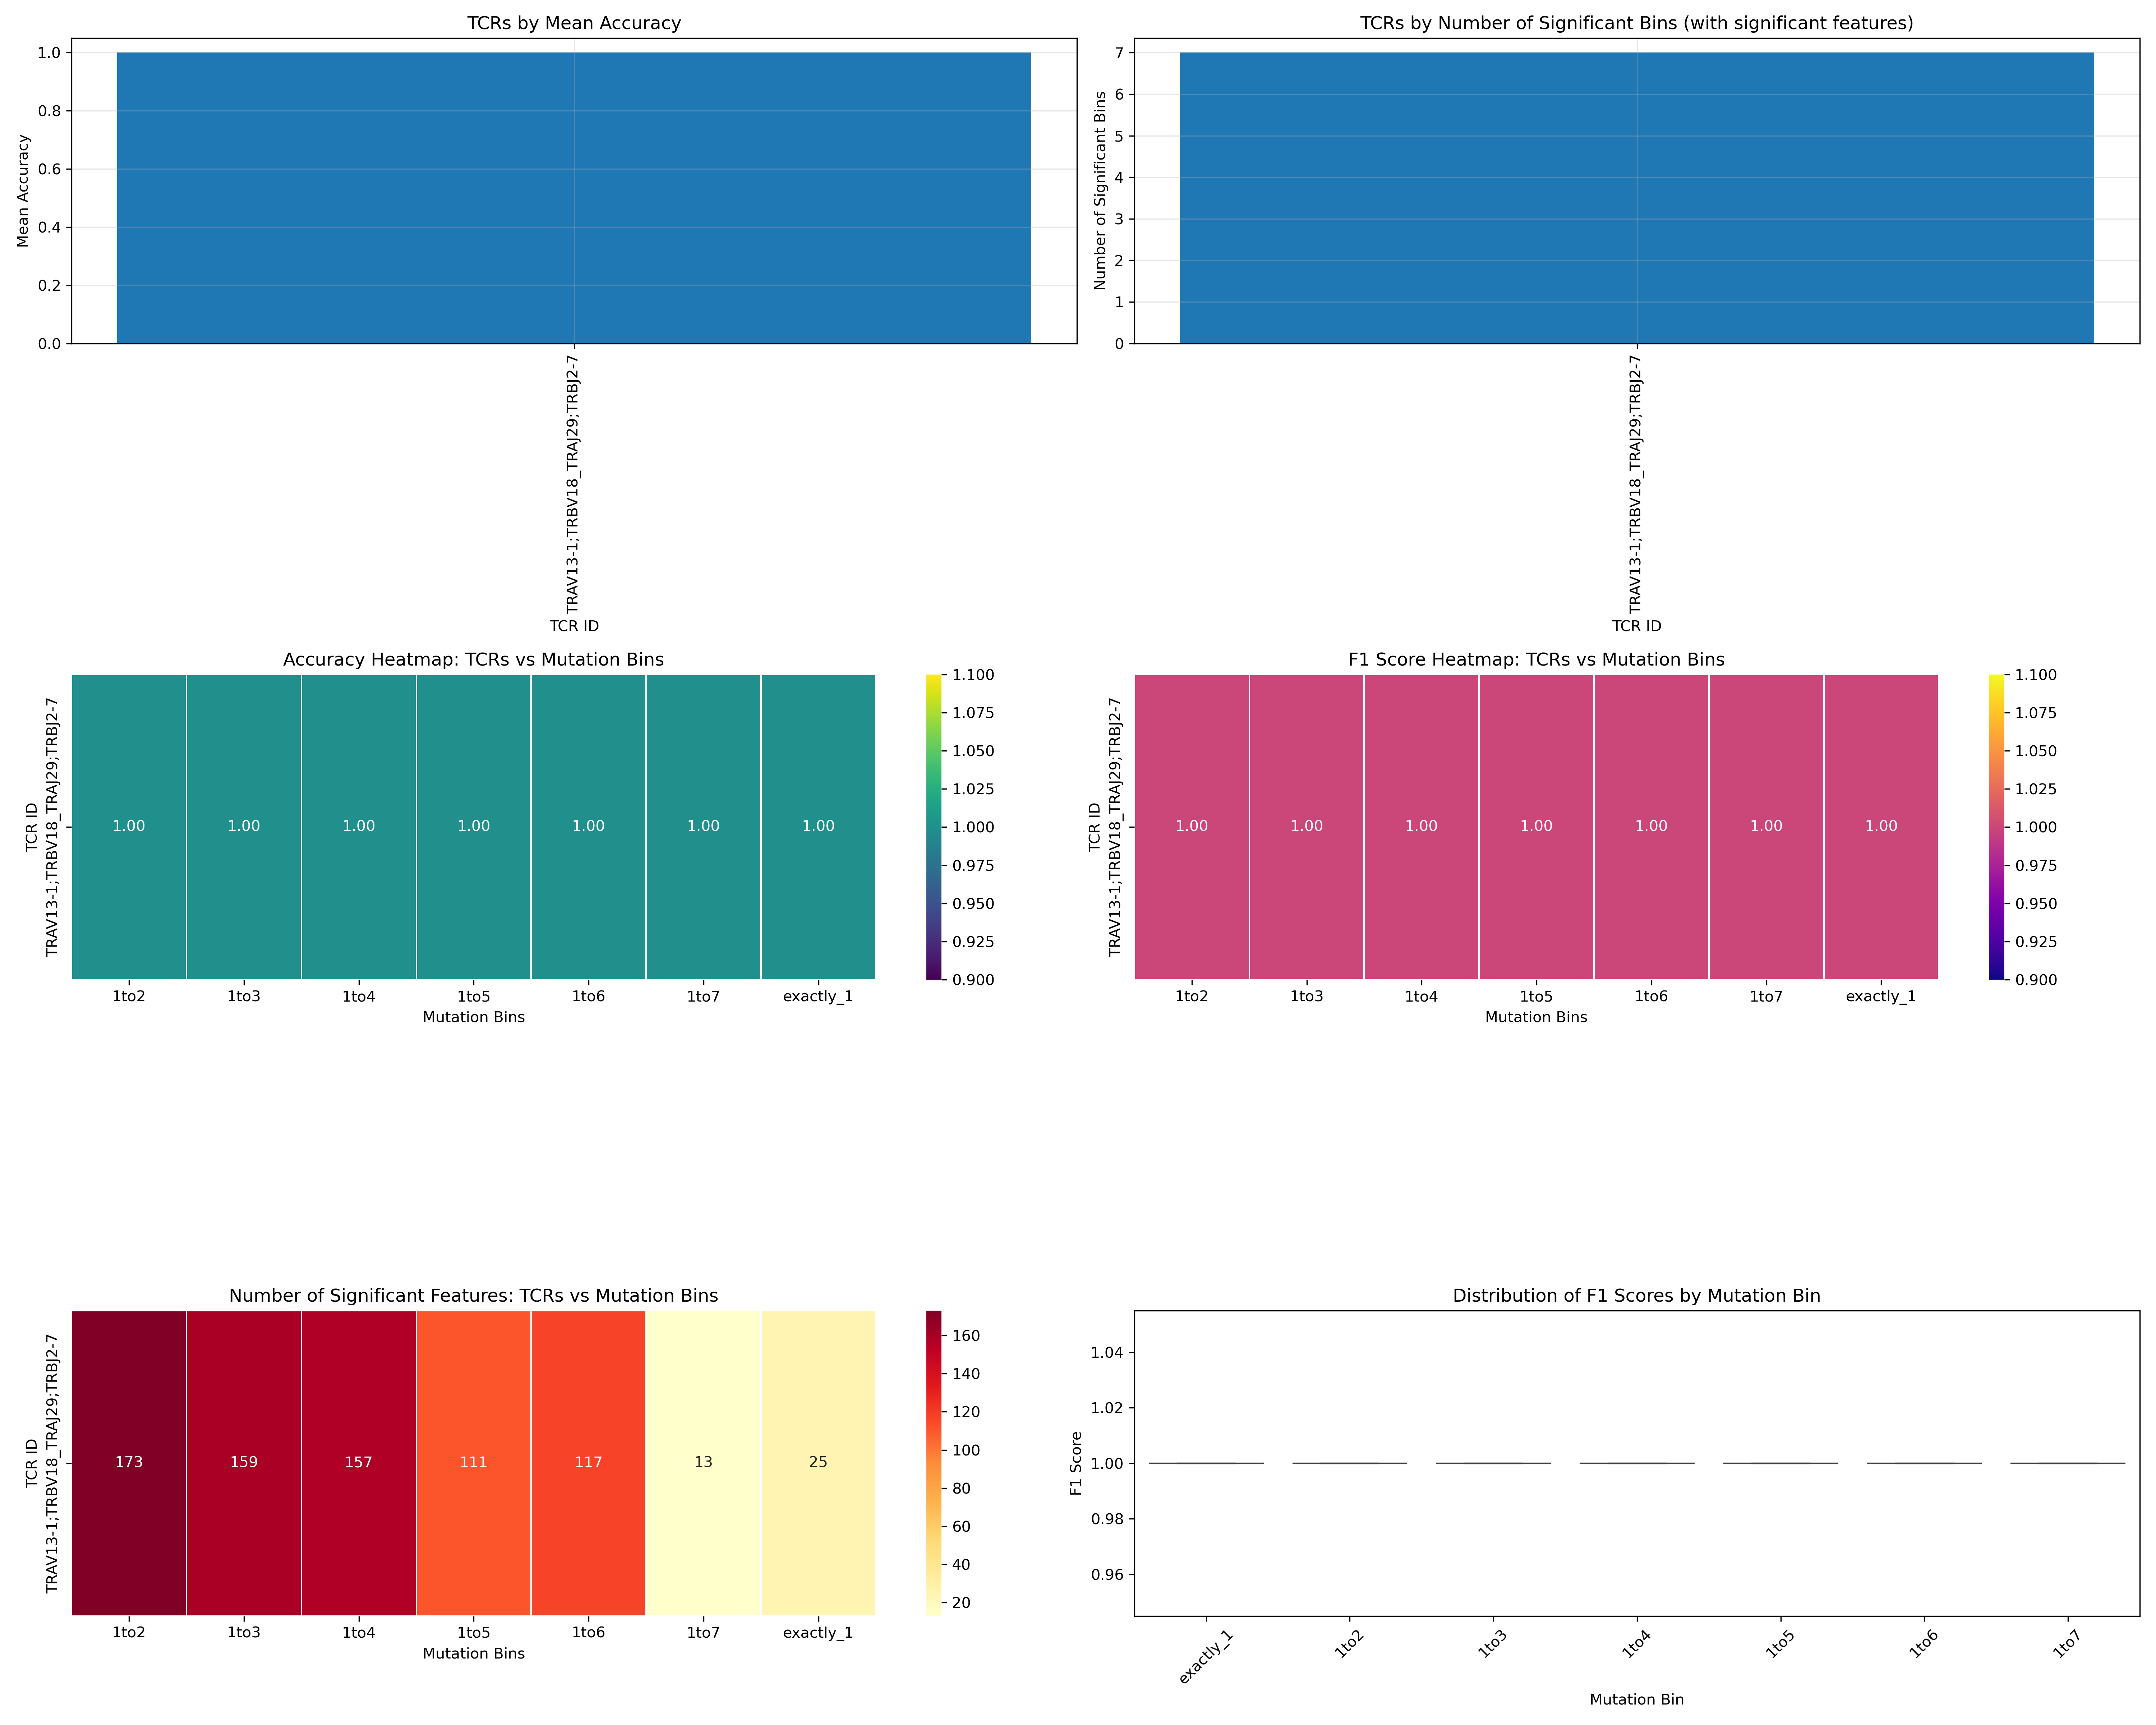 TCRs by Mean Accuracy
1.0
0.8
0.6
0.4
0.2
0.0
Mean Accuracy
TRAV13-1;TRBV18_TRAJ29;TRBJ2-7
TCR ID
TCRs by Number of Significant Bins (with significant features)
7
6
5
4
3
2
1
0
Number of Significant Bins
TRAV13-1;TRBV18_TRAJ29;TRBJ2-7
TCR ID
Accuracy Heatmap: TCRs vs Mutation Bins
TCR ID
TRAV13-1;TRBV18_TRAJ29;TRBJ2-7
1.00 1.00 1.00 1.00 1.00 1.00 1.00
1to2 1to3 1to4 1to5 1to6 1to7 exactly_1
Mutation Bins
1.100
1.075
1.050
1.025
1.000
0.975
0.950
0.925
0.900
F1 Score Heatmap: TCRs vs Mutation Bins
TCR ID
TRAV13-1;TRBV18_TRAJ29;TRBJ2-7
1.00 1.00 1.00 1.00 1.00 1.00 1.00
1to2 1to3 1to4 1to5 1to6 1to7 exactly_1
Mutation Bins
1.100
1.075
1.050
1.025
1.000
0.975
0.950
0.925
0.900
Number of Significant Features: TCRs vs Mutation Bins
TCR ID
TRAV13-1;TRBV18_TRAJ29;TRBJ2-7
173 159 157 111 117 13 25
1to2 1to3 1to4 1to5 1to6 1to7 exactly_1
Mutation Bins
160
140
120
100
80
60
40
20
Distribution of F1 Scores by Mutation Bin
F1 Score
1.04
1.02
1.00
0.98
0.96
exactly_1 1to2 1to3 1to4 1to5 1to6 1to7
Mutation Bin